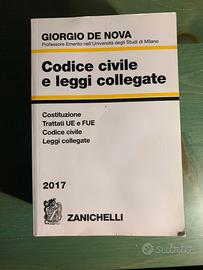 GIORGIO DE NOVA
Professore Emerito nell'Università degli Studi di Milano
Codice civile
e leggi collegate
Costituzione
Trattati UE e FUE
Codice civile
Leggi collegate
2017
ZANICHELLI
subito